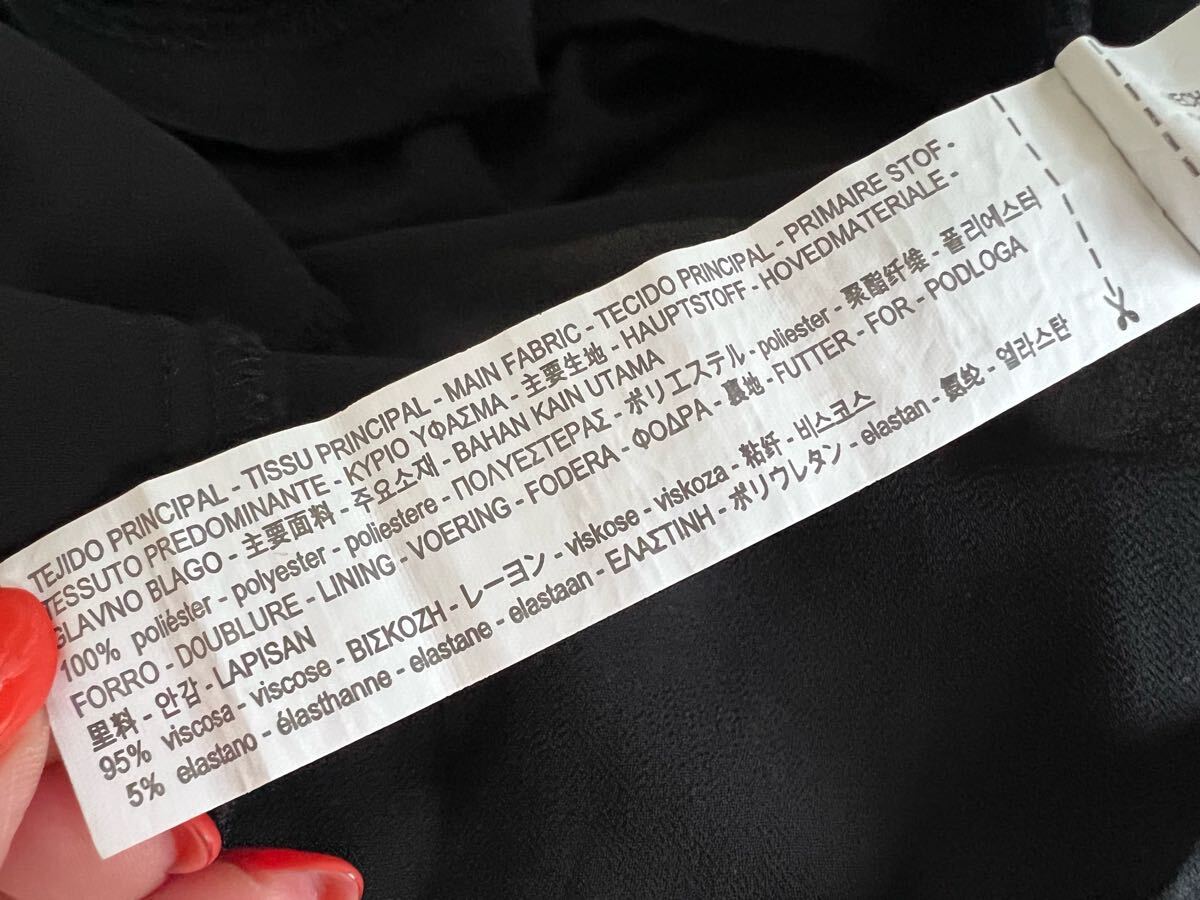 TEJIDO PRINCIPAL - TISSU PRINCIPAL - MAIN FABRIC - TECIDO PRINCIPAL - PRIMAIRE STOF -
TESSUTO PREDOMINANTE - ΚΥΡΙΟ ΥΦΑΣΜΑ - 主要生地 - HAUPTSTOFF - HOVEDMATERIALE -
GLAVNO BLAGO - 主要面料 - 주요소재 - BAHAN KAIN UTAMA
100% poliéster - polyester - poliestere - ΠΟΛΥΕΣΤΕΡΑΣ - ポリエステル - poliester - 聚酯纤维 - 폴리에스터
FORRO - DOUBLURE - LINING - VOERING - FODERA - ΦΟΔΡΑ - 裏地 - FUTTER - FOR - PODLOGA
里料 - 안감 - LAPISAN
95% viscosa - viscose - ΒΙΣΚΟΖΗ - レーヨン - viskose - viskoza - 粘纤 - 비스코스
5% elastano - élasthanne - elastane - elastaan - ΕΛΑΣΤΙΝΗ - ポリウレタン - elastan - 氨纶 - 엘라스탄